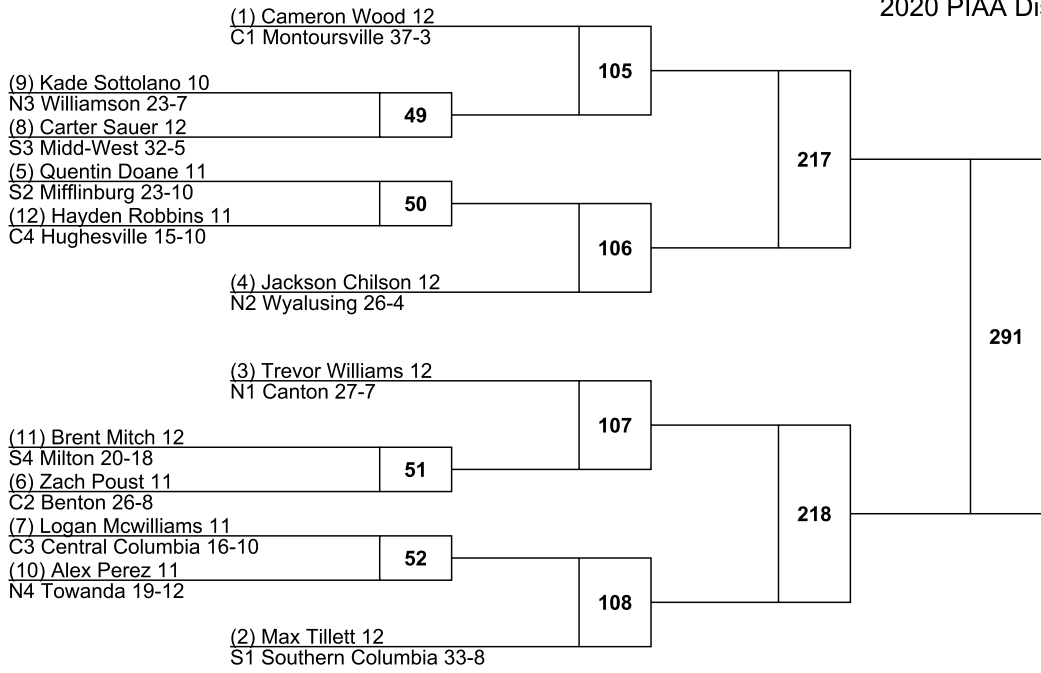 2020 PIAA Dis
(1) Cameron Wood 12
C1 Montoursville 37-3
105
(9) Kade Sottolano 10
N3 Williamson 23-7
49
(8) Carter Sauer 12
S3 Midd-West 32-5
217
(5) Quentin Doane 11
S2 Mifflinburg 23-10
50
(12) Hayden Robbins 11
C4 Hughesville 15-10
106
(4) Jackson Chilson 12
N2 Wyalusing 26-4
291
(3) Trevor Williams 12
N1 Canton 27-7
107
(11) Brent Mitch 12
S4 Milton 20-18
51
(6) Zach Poust 11
C2 Benton 26-8
218
(7) Logan Mcwilliams 11
C3 Central Columbia 16-10
52
(10) Alex Perez 11
N4 Towanda 19-12
108
(2) Max Tillett 12
S1 Southern Columbia 33-8